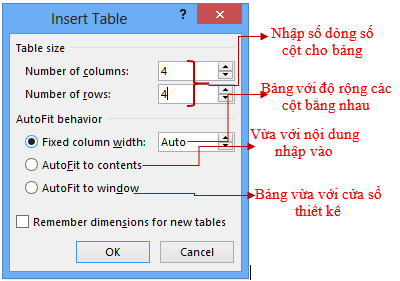 Insert Table
?
Table size
Number of columns: 4
Number of rows: 4
AutoFit behavior
Fixed column width: Auto
AutoFit to contents
AutoFit to window
Remember dimensions for new tables
OK Cancel
Nhập số dòng số
cột cho bảng
Bảng với độ rộng các
cột bằng nhau
Vừa với nội dung
nhập vào
Bảng vừa với cửa sổ
thiết kế